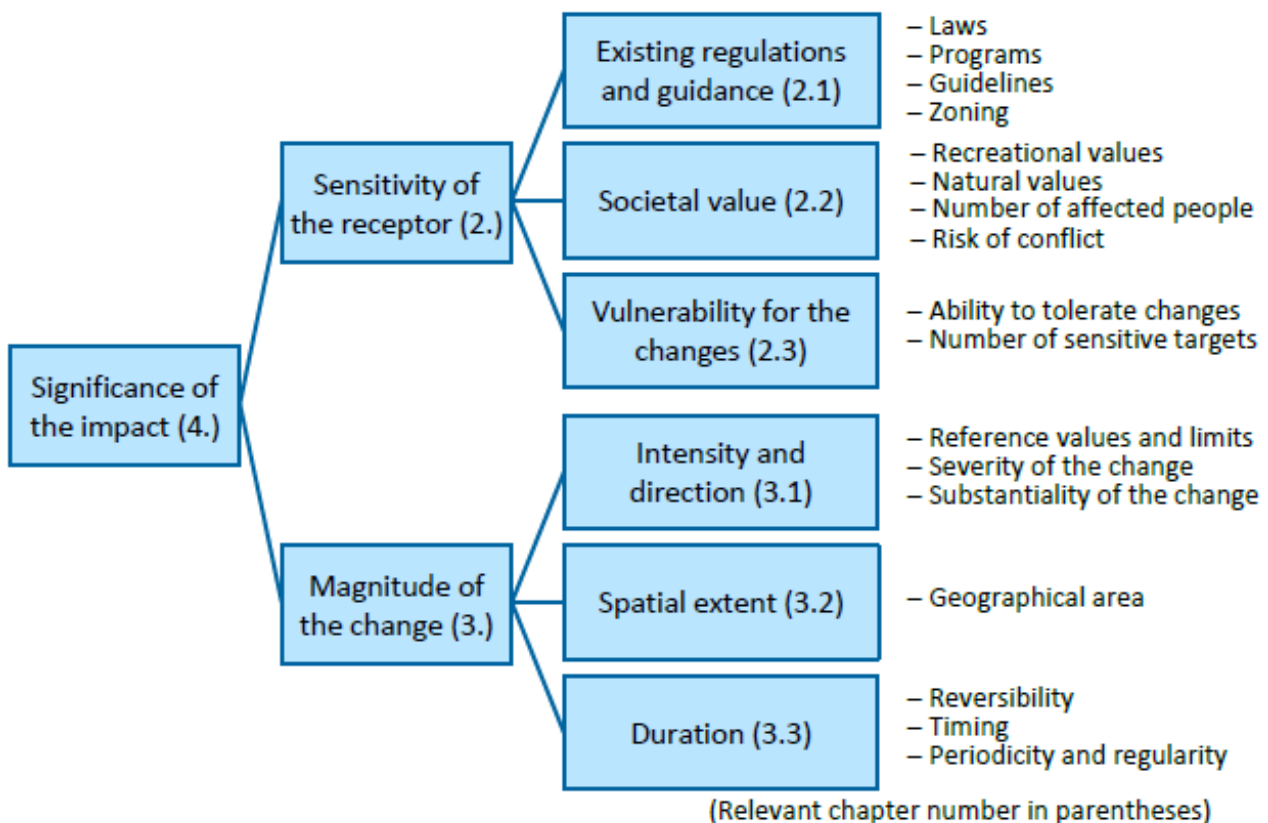 Significance of
the impact (4.)
Sensitivity of
the receptor (2.)
Existing regulations
and guidance (2.1)
– Laws
– Programs
– Guidelines
– Zoning
Societal value (2.2)
– Recreational values
– Natural values
– Number of affected people
– Risk of conflict
Vulnerability for the
changes (2.3)
– Ability to tolerate changes
– Number of sensitive targets
Magnitude of
the change (3.)
Intensity and
direction (3.1)
– Reference values and limits
– Severity of the change
– Substantiality of the change
Spatial extent (3.2)
– Geographical area
Duration (3.3)
– Reversibility
– Timing
– Periodicity and regularity
(Relevant chapter number in parentheses)